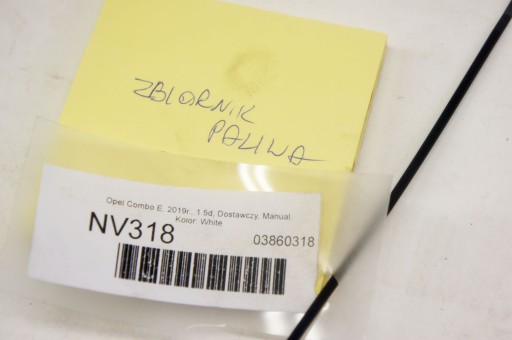 ZBIORNIK
PALIWA
Opel Combo E, 2019r., 1.5d, Dostawczy, Manual.
Kolor: White
NV318
03860318